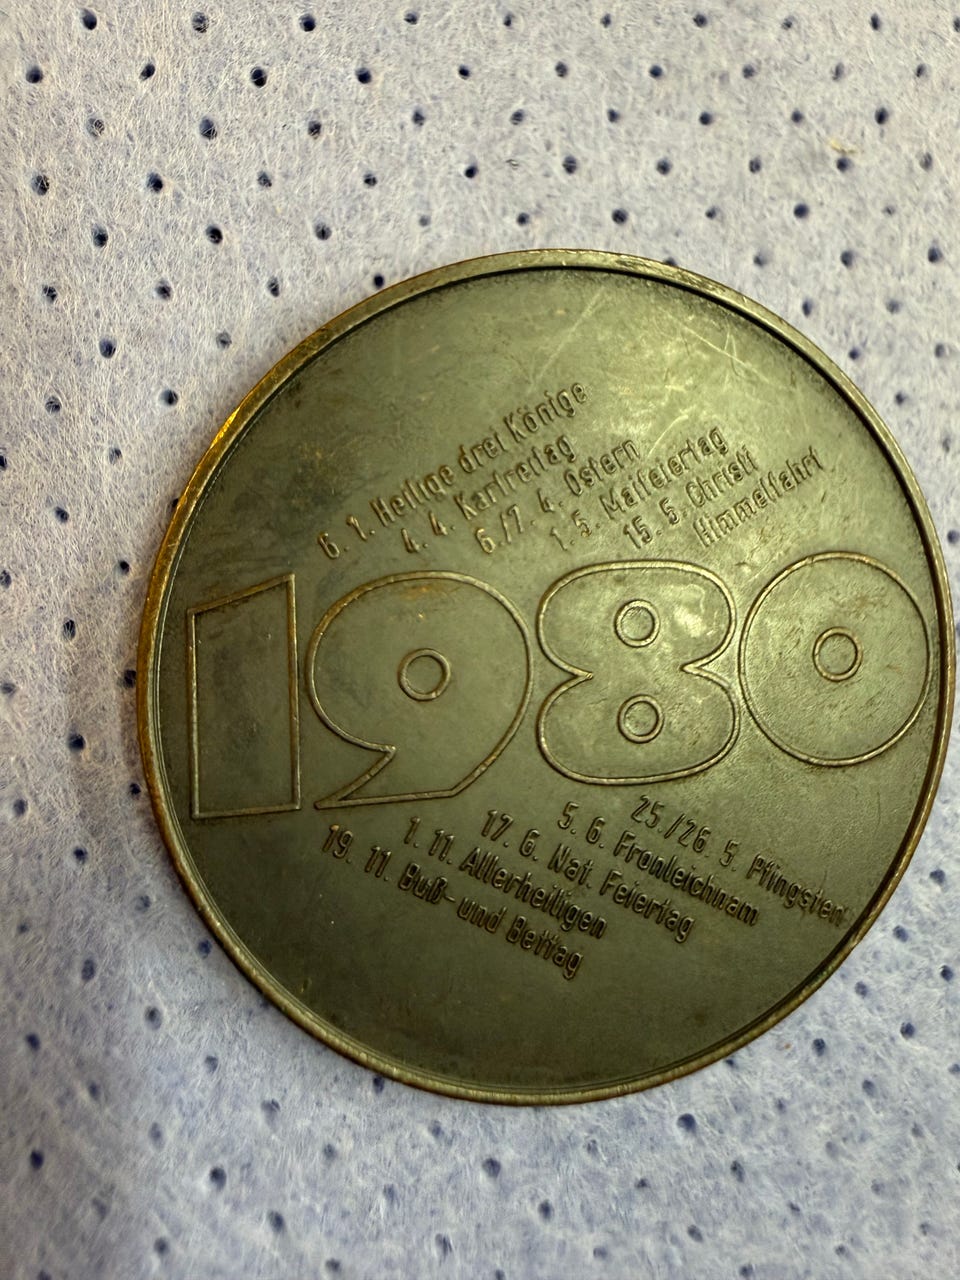 6. 1. Heilige drei Könige
4. 4. Karfreitag
6./7. 4. Ostern
1. 5. Maifeiertag
15. 5. Christi
Himmelfahrt
1980
25/26. 5. Pfingsten
5. 6. Fronleichnam
17. 6. Nat. Feiertag
1. 11. Allerheiligen
19. 11. Buß- und Bettag